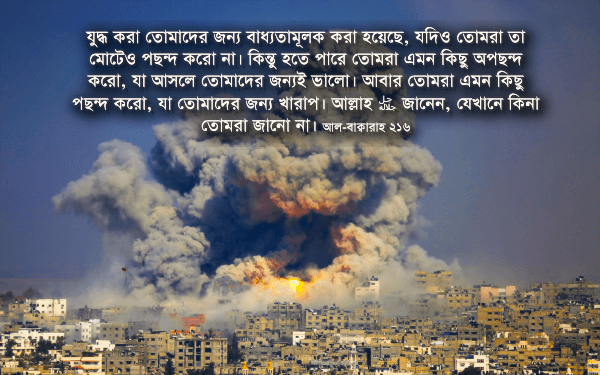 যুদ্ধ করা তোমাদের জন্য বাধ্যতামূলক করা হয়েছে, যদিও তোমরা তা
মোটেও পছন্দ করো না। কিন্তু হতে পারে তোমরা এমন কিছু অপছন্দ
করো, যা আসলে তোমাদের জন্যই ভালো। আবার তোমরা এমন কিছু
পছন্দ করো, যা তোমাদের জন্য খারাপ। আল্লাহ ﷻ জানেন, যেখানে কিনা
তোমরা জানো না। আল-বাক্বারাহ ২১৬